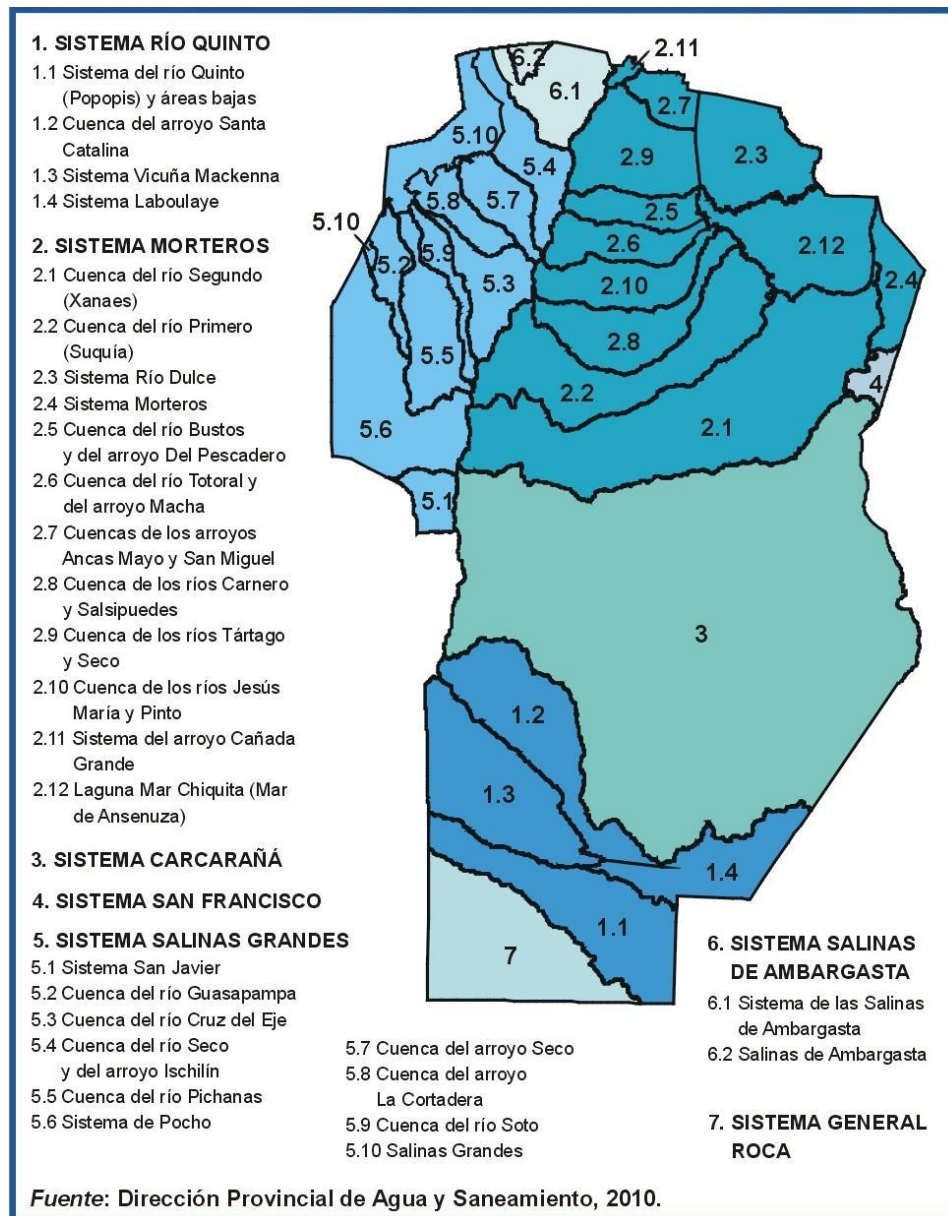 1. SISTEMA RÍO QUINTO
1.1 Sistema del río Quinto
(Popopis) y áreas bajas
1.2 Cuenca del arroyo Santa
Catalina
1.3 Sistema Vicuña Mackenna
1.4 Sistema Laboulaye
2. SISTEMA MORTEROS
2.1 Cuenca del río Segundo
(Xanaes)
2.2 Cuenca del río Primero
(Suquía)
2.3 Sistema Río Dulce
2.4 Sistema Morteros
2.5 Cuenca del río Bustos
y del arroyo Del Pescadero
2.6 Cuenca del río Totoral y
del arroyo Macha
2.7 Cuencas de los arroyos
Ancas Mayo y San Miguel
2.8 Cuenca de los ríos Carnero
y Salsipuedes
2.9 Cuenca de los ríos Tártago
y Seco
2.10 Cuenca de los ríos Jesús
María y Pinto
2.11 Sistema del arroyo Cañada
Grande
2.12 Laguna Mar Chiquita (Mar
de Ansenuza)
3. SISTEMA CARCARAÑÁ
4. SISTEMA SAN FRANCISCO
5. SISTEMA SALINAS GRANDES
5.1 Sistema San Javier
5.2 Cuenca del río Guasapampa
5.3 Cuenca del río Cruz del Eje
5.4 Cuenca del río Seco
y del arroyo Ischilín
5.5 Cuenca del río Pichanas
5.6 Sistema de Pocho
5.7 Cuenca del arroyo Seco
5.8 Cuenca del arroyo
La Cortadera
5.9 Cuenca del río Soto
5.10 Salinas Grandes
6. SISTEMA SALINAS
DE AMBARGASTA
6.1 Sistema de las Salinas
de Ambargasta
6.2 Salinas de Ambargasta
7. SISTEMA GENERAL
ROCA
6.2
2.11
6.1
2.7
5.10
2.9
2.3
5.4
5.8
5.7
2.5
5.10
5.9
2.6
2.12
5.2
5.3
2.10
2.4
2.8
5.5
2.2
4
5.6
2.1
5.1
3
1.2
1.3
1.4
1.1
7
Fuente: Dirección Provincial de Agua y Saneamiento, 2010.